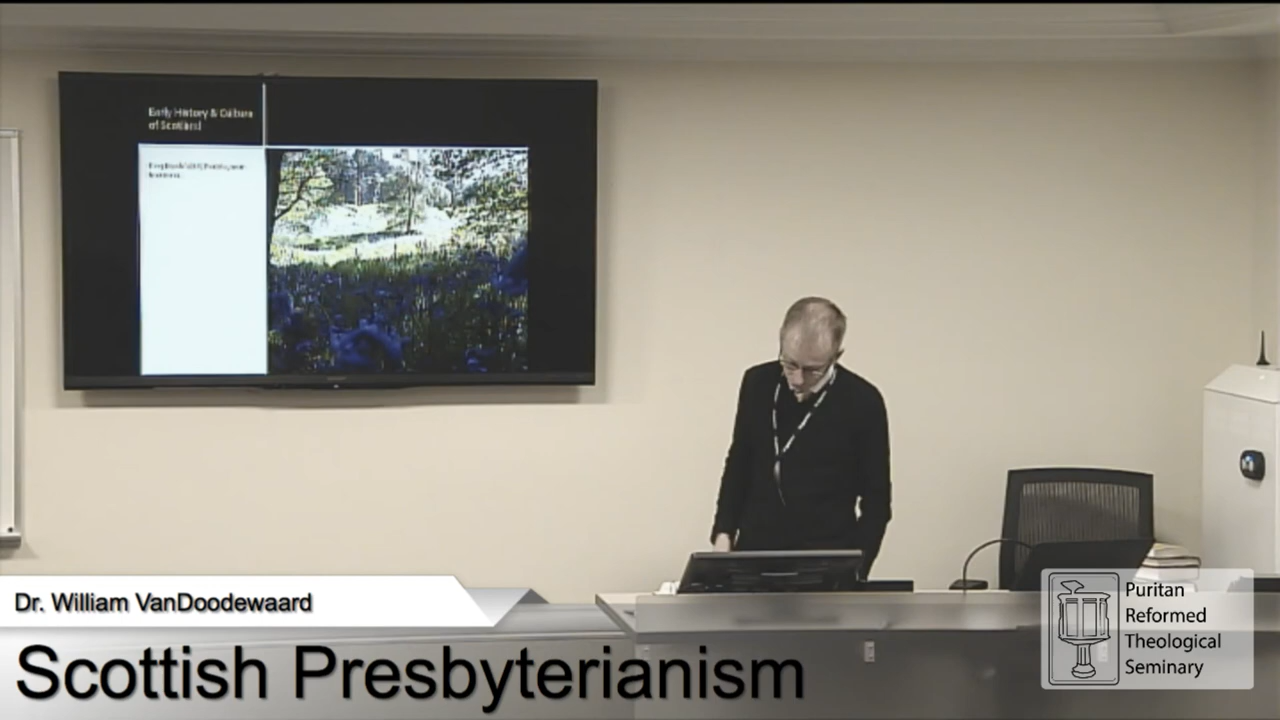 Early History & Culture
of Scotland
Dr. William VanDoodewaard
Scottish Presbyterianism
Puritan
Reformed
Theological
Seminary